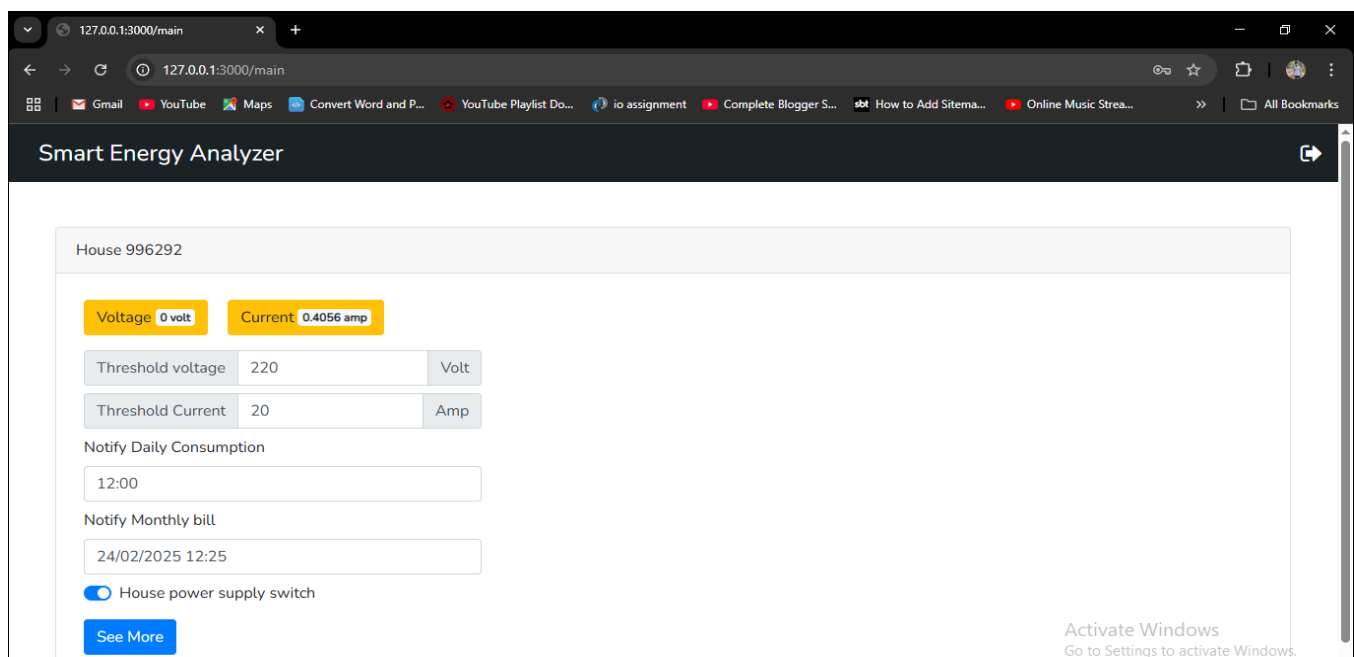 127.0.0.1:3000/main
127.0.0.1:3000/main
Gmail YouTube Maps Convert Word and P... YouTube Playlist Do... io assignment Complete Blogger S... sbt How to Add Sitema... Online Music Strea... » All Bookmarks
Smart Energy Analyzer
House 996292
Voltage 0 volt Current 0.4056 amp
Threshold voltage 220 Volt
Threshold Current 20 Amp
Notify Daily Consumption
12:00
Notify Monthly bill
24/02/2025 12:25
House power supply switch
See More
Activate Windows
Go to Settings to activate Windows.